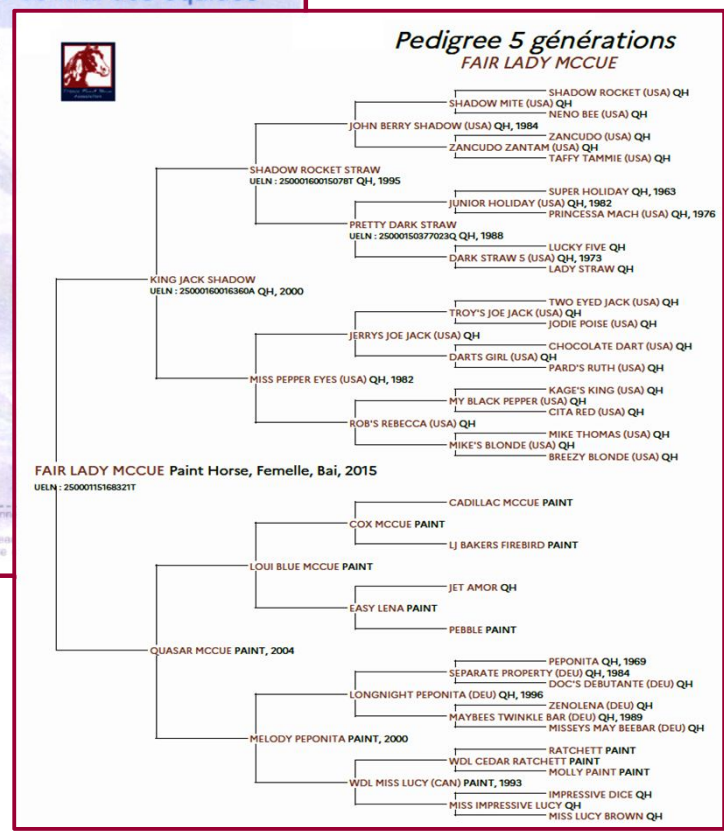 Pedigree 5 générations
FAIR LADY MCCUE
SHADOW ROCKET (USA) QH
SHADOW MITE (USA) QH
NENO BEE (USA) QH
JOHN BERRY SHADOW (USA) QH, 1984
ZANCUDO (USA) QH
ZANCUDO ZANTAM (USA) QH
TAFFY TAMMIE (USA) QH
SHADOW ROCKET STRAW
UELN : 25000160015078T QH, 1995
SUPER HOLIDAY QH, 1963
JUNIOR HOLIDAY (USA) QH, 1982
PRINCESSA MACH (USA) QH, 1976
PRETTY DARK STRAW
UELN : 25000150377023Q QH, 1988
LUCKY FIVE QH
DARK STRAW 5 (USA) QH, 1973
LADY STRAW QH
KING JACK SHADOW
UELN : 25000160016360A QH, 2000
TWO EYED JACK (USA) QH
TROY'S JOE JACK (USA) QH
JODIE POISE (USA) QH
JERRYS JOE JACK (USA) QH
CHOCOLATE DART (USA) QH
DARTS GIRL (USA) QH
PARD'S RUTH (USA) QH
MISS PEPPER EYES (USA) QH, 1982
KAGE'S KING (USA) QH
MY BLACK PEPPER (USA) QH
CITA RED (USA) QH
ROB'S REBECCA (USA) QH
MIKE THOMAS (USA) QH
MIKE'S BLONDE (USA) QH
BREEZY BLONDE (USA) QH
FAIR LADY MCCUE Paint Horse, Femelle, Bai, 2015
UELN : 25000115168321T
CADILLAC MCCUE PAINT
COX MCCUE PAINT
LJ BAKERS FIREBIRD PAINT
LOUI BLUE MCCUE PAINT
JET AMOR QH
EASY LENA PAINT
PEBBLE PAINT
QUASAR MCCUE PAINT, 2004
PEPONITA QH, 1969
SEPARATE PROPERTY (DEU) QH, 1984
DOC'S DEBUTANTE (DEU) QH
LONGNIGHT PEPONITA (DEU) QH, 1996
ZENOLENA (DEU) QH
MAYBEES TWINKLE BAR (DEU) QH, 1989
MISSEYS MAY BEEBAR (DEU) QH
MELODY PEPONITA PAINT, 2000
RATCHETT PAINT
WDL CEDAR RATCHETT PAINT
MOLLY PAINT PAINT
WDL MISS LUCY (CAN) PAINT, 1993
IMPRESSIVE DICE QH
MISS IMPRESSIVE LUCY QH
MISS LUCY BROWN QH